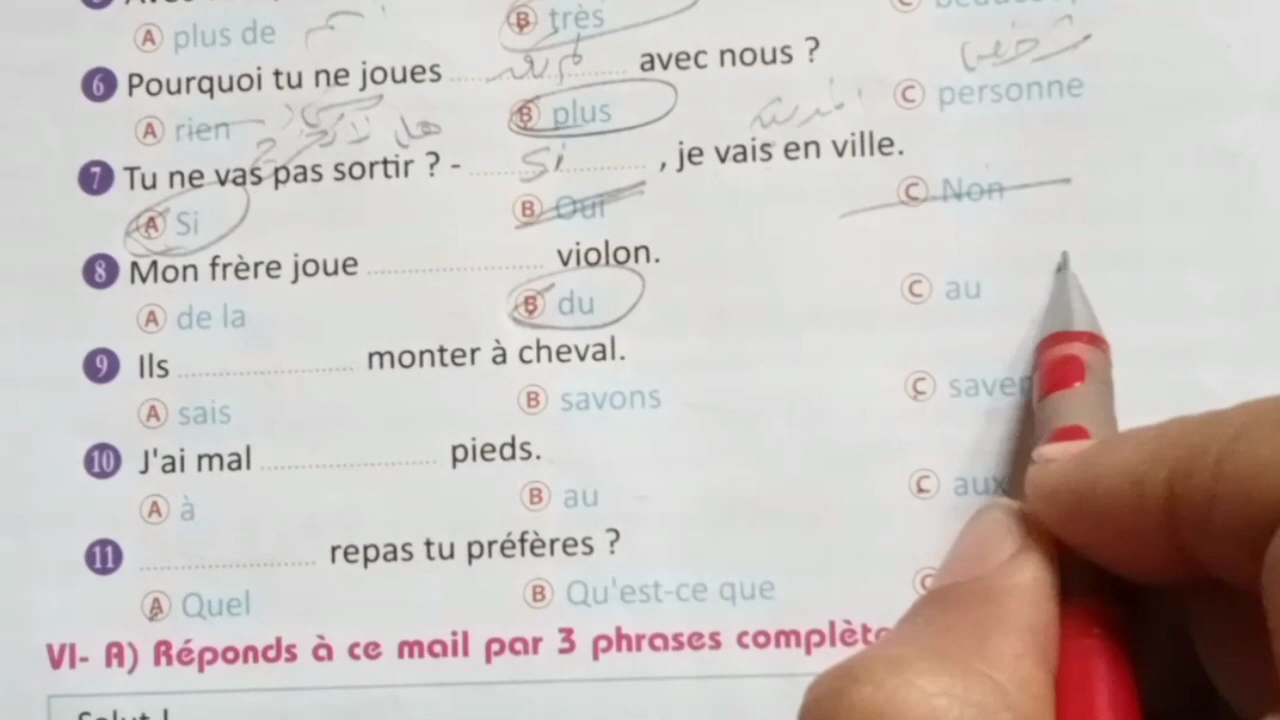 A plus de B très
6 Pourquoi tu ne joues ............ avec nous ?
A rien B plus C personne
7 Tu ne vas pas sortir ? - Si , je vais en ville.
A Si B Oui C Non
8 Mon frère joue ............ violon.
A de la B du C au
9 Ils ............ monter à cheval.
A sais B savons C
10 J'ai mal ............ pieds.
A à B au C aux
11 ............ repas tu préfères ?
A Quel B Qu'est-ce que C
VI- A) Réponds à ce mail par 3 phrases
Salut !